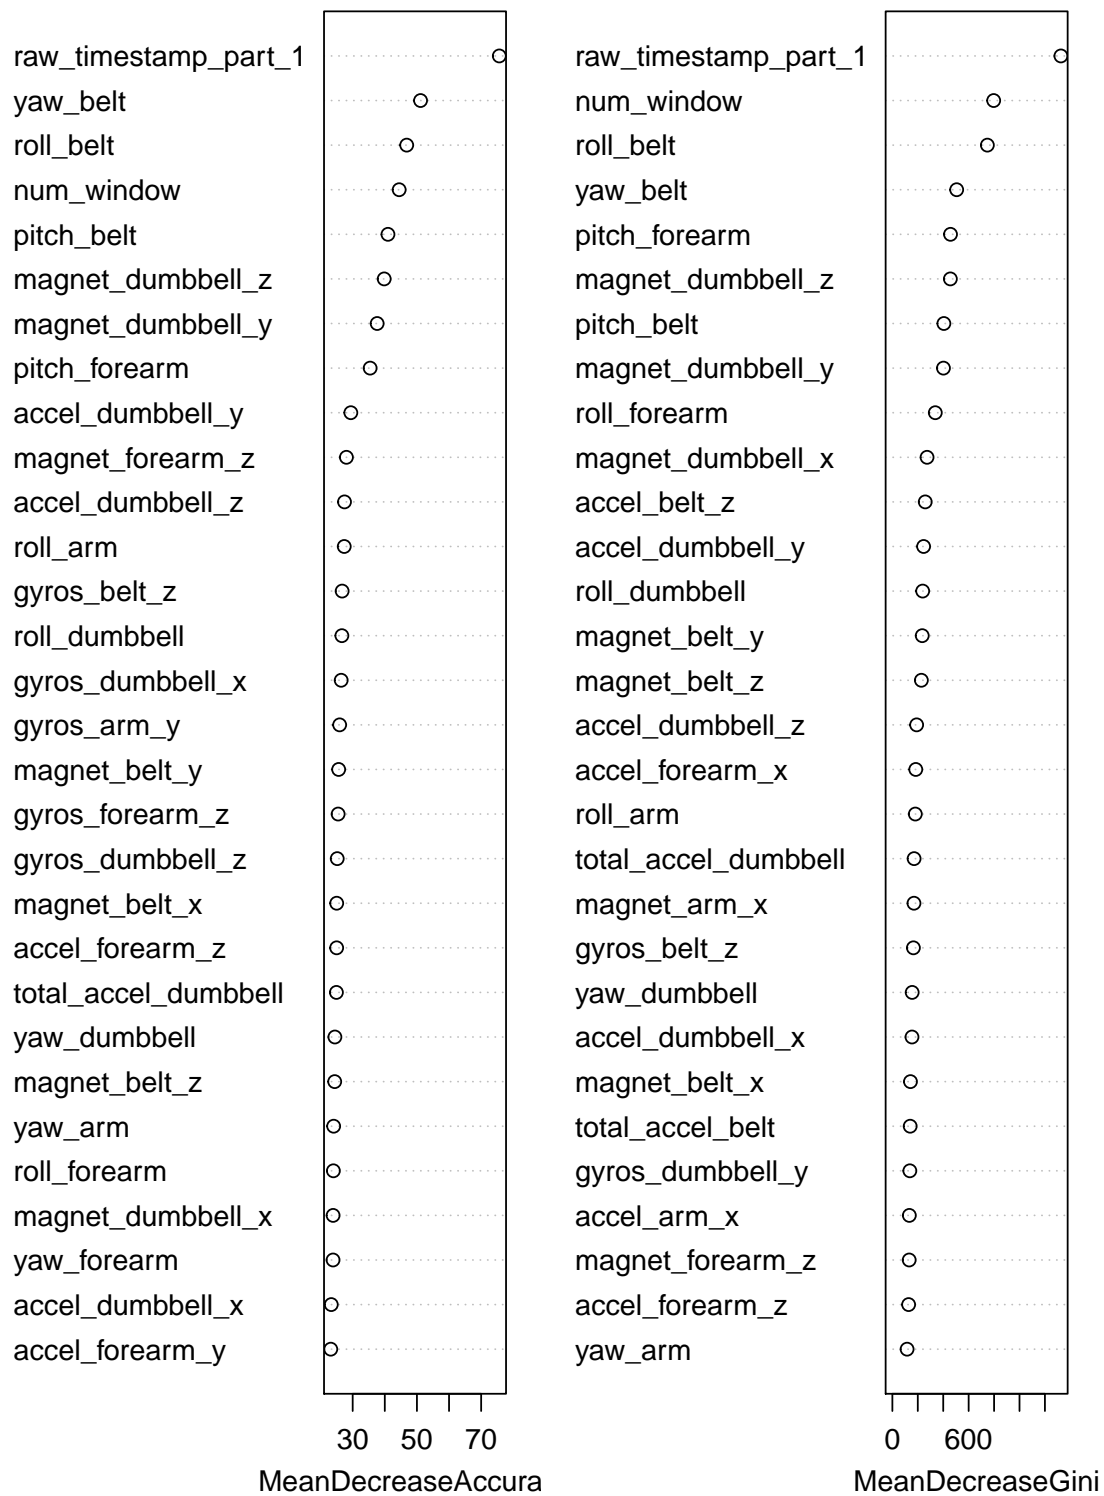 raw_timestamp_part_1
yaw_belt
roll_belt
num_window
pitch_belt
magnet_dumbbell_z
magnet_dumbbell_y
pitch_forearm
accel_dumbbell_y
magnet_forearm_z
accel_dumbbell_z
roll_arm
gyros_belt_z
roll_dumbbell
gyros_dumbbell_x
gyros_arm_y
magnet_belt_y
gyros_forearm_z
gyros_dumbbell_z
magnet_belt_x
accel_forearm_z
total_accel_dumbbell
yaw_dumbbell
magnet_belt_z
yaw_arm
roll_forearm
magnet_dumbbell_x
yaw_forearm
accel_dumbbell_x
accel_forearm_y
30 50 70
MeanDecreaseAccura
raw_timestamp_part_1
num_window
roll_belt
yaw_belt
pitch_forearm
magnet_dumbbell_z
pitch_belt
magnet_dumbbell_y
roll_forearm
magnet_dumbbell_x
accel_belt_z
accel_dumbbell_y
roll_dumbbell
magnet_belt_y
magnet_belt_z
accel_dumbbell_z
accel_forearm_x
roll_arm
total_accel_dumbbell
magnet_arm_x
gyros_belt_z
yaw_dumbbell
accel_dumbbell_x
magnet_belt_x
total_accel_belt
gyros_dumbbell_y
accel_arm_x
magnet_forearm_z
accel_forearm_z
yaw_arm
0 600
MeanDecreaseGini